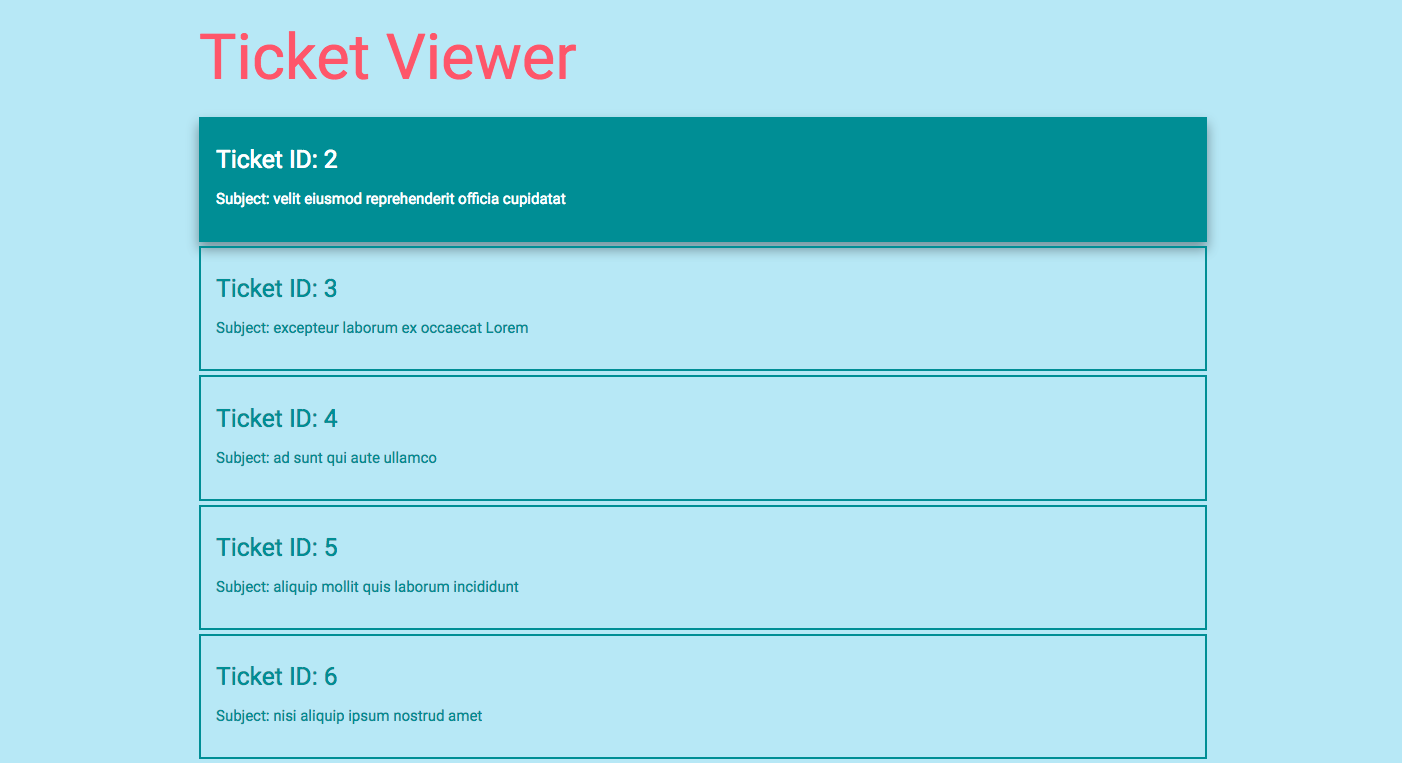 Ticket Viewer
Ticket ID: 2
Subject: velit eiusmod reprehenderit officia cupidatat
Ticket ID: 3
Subject: excepteur laborum ex occaecat Lorem
Ticket ID: 4
Subject: ad sunt qui aute ullamco
Ticket ID: 5
Subject: aliquip mollit quis laborum incididunt
Ticket ID: 6
Subject: nisi aliquip ipsum nostrud amet